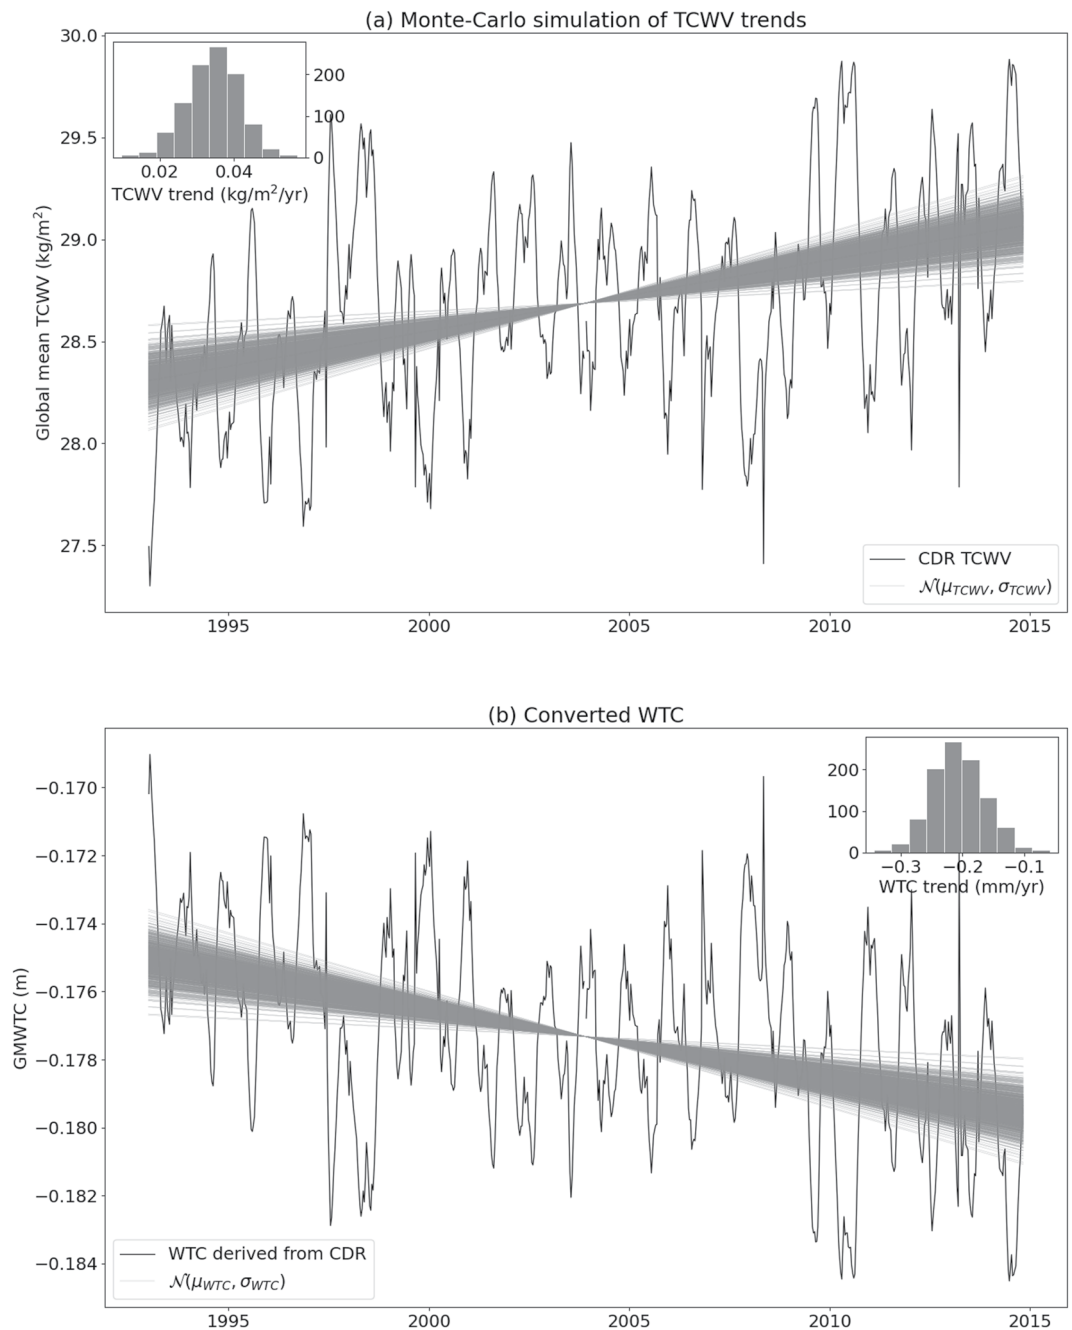 (a) Monte-Carlo simulation of TCWV trends
30.0
29.5
29.0
28.5
28.0
27.5
Global mean TCWV (kg/m²)
200
100
0
0.02 0.04
TCWV trend (kg/m²/yr)
CDR TCWV
𝒩(μ_TCWV, σ_TCWV)
1995 2000 2005 2010 2015
(b) Converted WTC
−0.170
−0.172
−0.174
−0.176
−0.178
−0.180
−0.182
−0.184
GMWTC (m)
200
100
0
−0.3 −0.2 −0.1
WTC trend (mm/yr)
WTC derived from CDR
𝒩(μ_WTC, σ_WTC)
1995 2000 2005 2010 2015